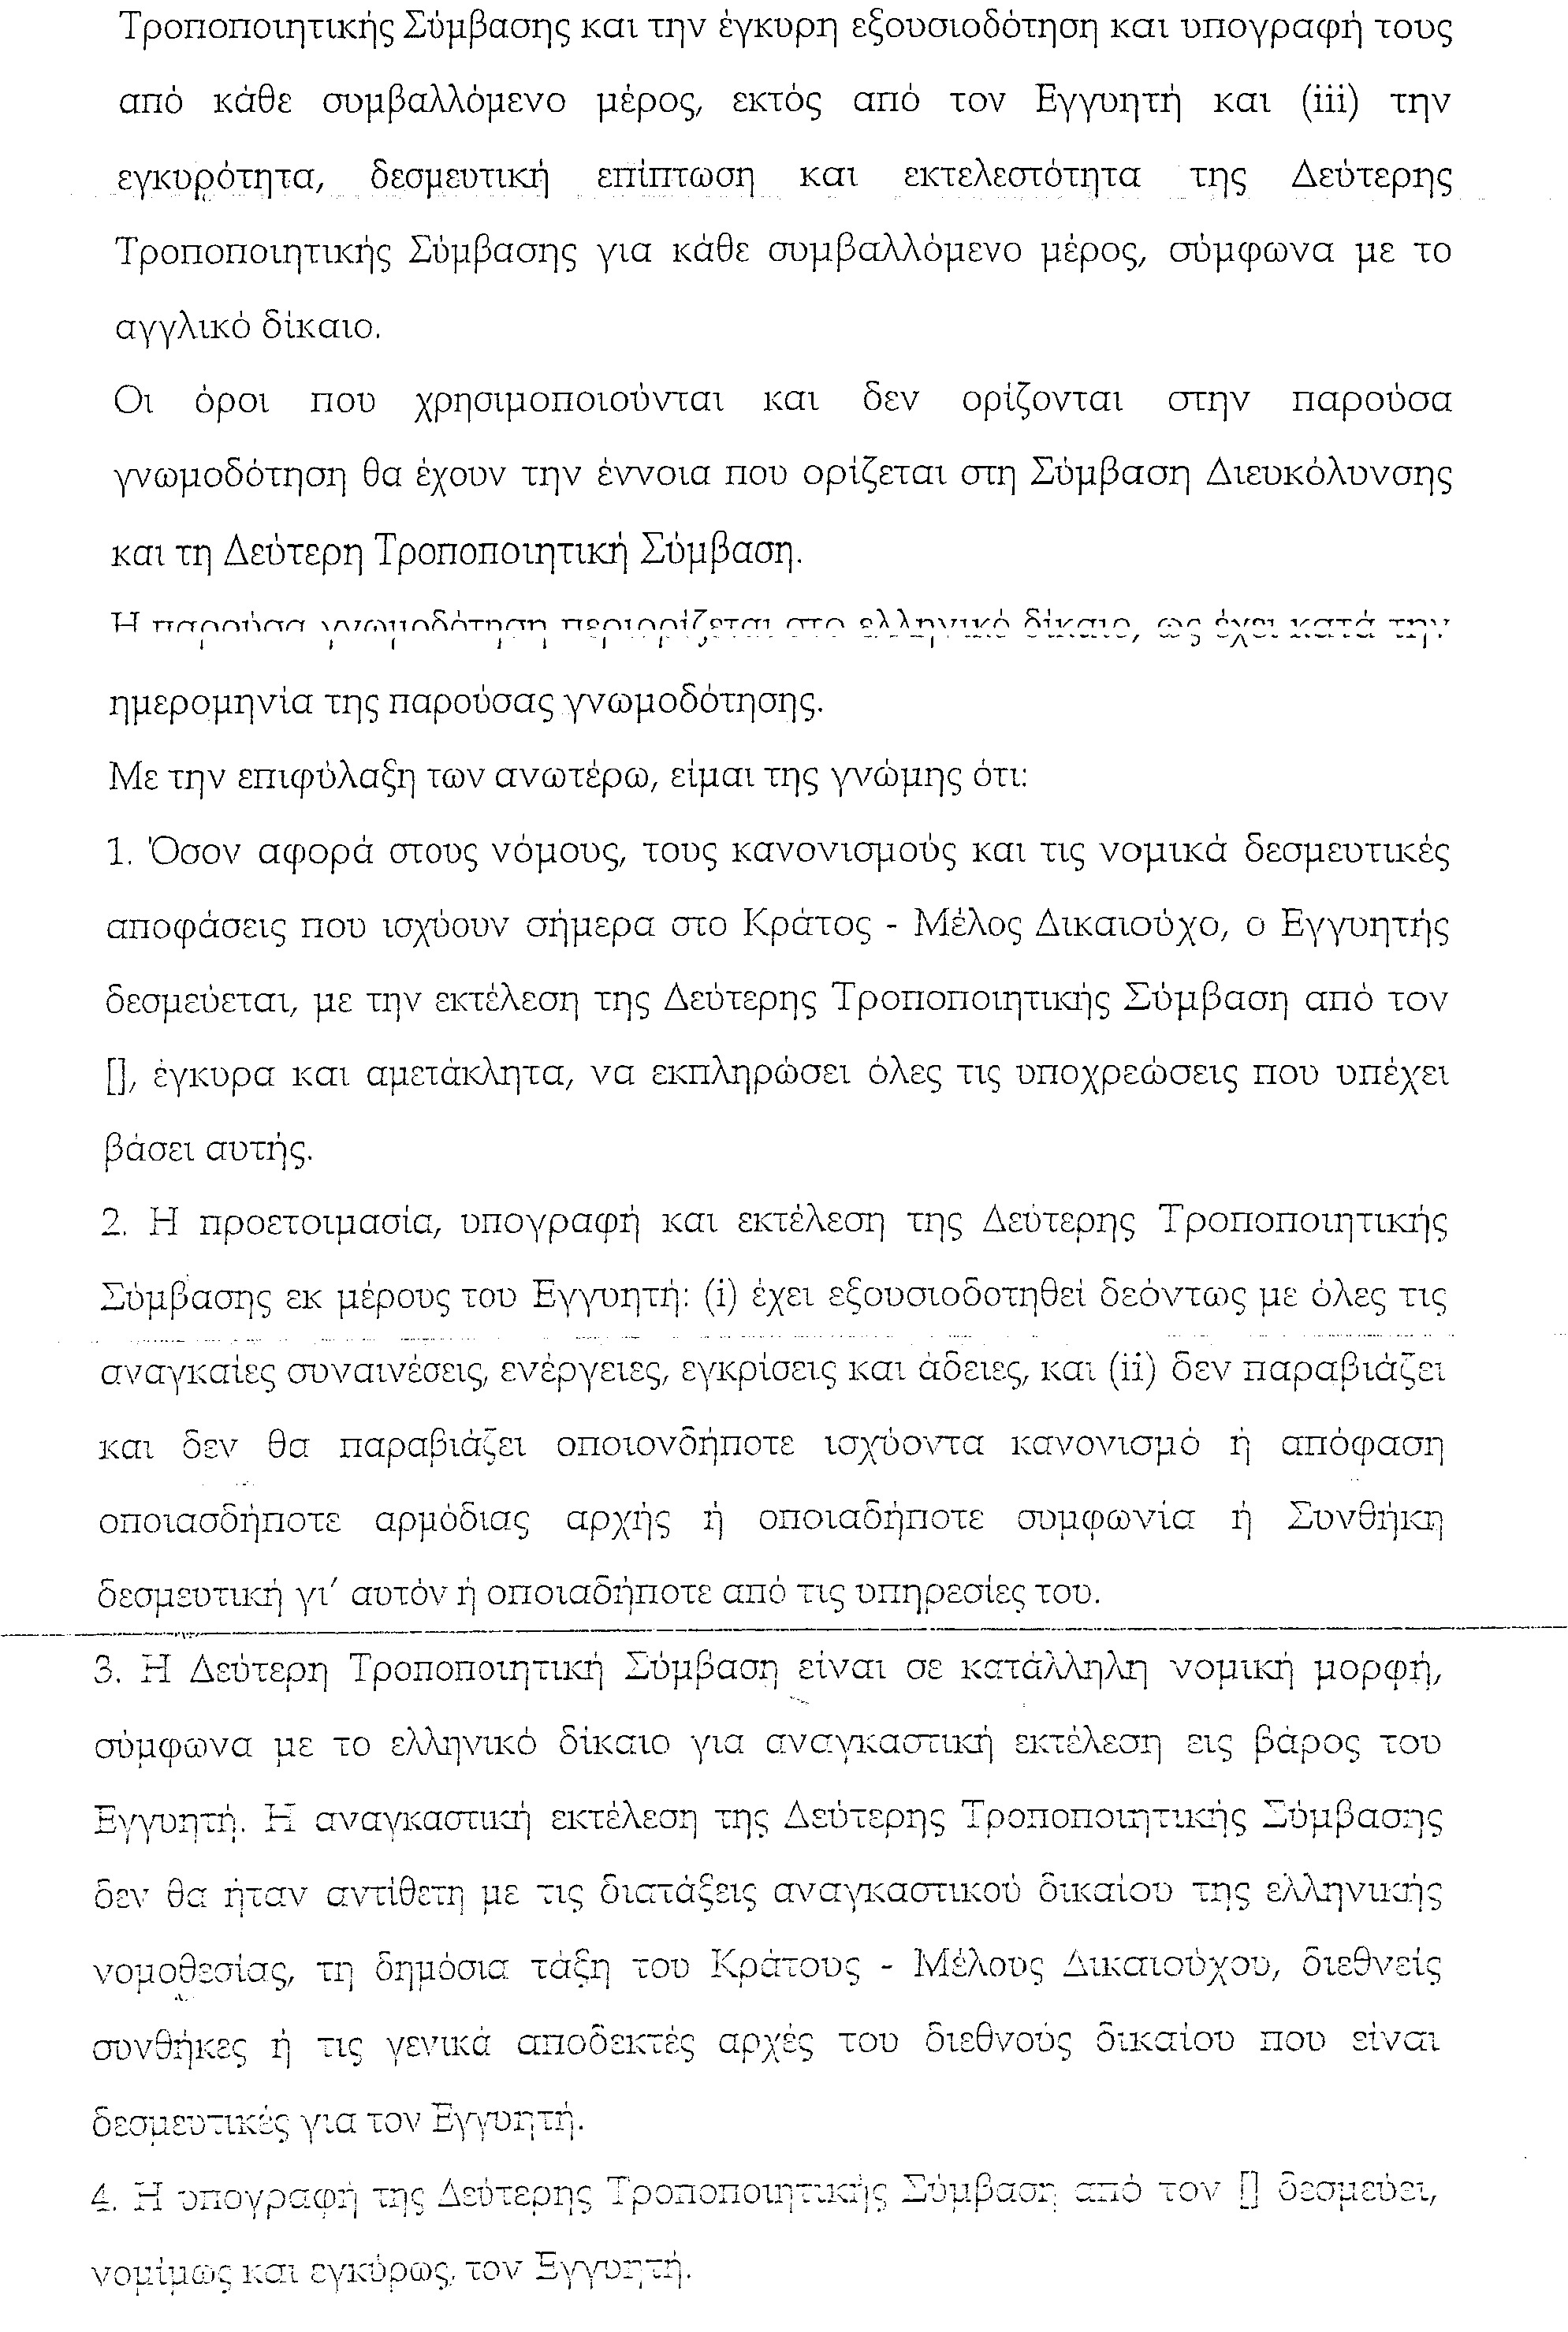 Τροποποιητικής Σύμβασης και την έγκυρη εξουσιοδότηση και υπογραφή τους
από κάθε συμβαλλόμενο μέρος, εκτός από τον Εγγυητή και (iii) την
εγκυρότητα, δεσμευτική επίπτωση και εκτελεστότητα της Δεύτερης
Τροποποιητικής Σύμβασης για κάθε συμβαλλόμενο μέρος, σύμφωνα με το
αγγλικό δίκαιο.
Οι όροι που χρησιμοποιούνται και δεν ορίζονται στην παρούσα
γνωμοδότηση θα έχουν την έννοια που ορίζεται στη Σύμβαση Διευκόλυνσης
και τη Δεύτερη Τροποποιητική Σύμβαση.
Η παρούσα γνωμοδότηση περιορίζεται στο ελληνικό δίκαιο, ως έχει κατά την
ημερομηνία της παρούσας γνωμοδότησης.
Με την επιφύλαξη των ανωτέρω, είμαι της γνώμης ότι:
1. Όσον αφορά στους νόμους, τους κανονισμούς και τις νομικά δεσμευτικές
αποφάσεις που ισχύουν σήμερα στο Κράτος - Μέλος Δικαιούχο, ο Εγγυητής
δεσμεύεται, με την εκτέλεση της Δεύτερης Τροποποιητικής Σύμβαση από τον
[], έγκυρα και αμετάκλητα, να εκπληρώσει όλες τις υποχρεώσεις που υπέχει
βάσει αυτής.
2. Η προετοιμασία, υπογραφή και εκτέλεση της Δεύτερης Τροποποιητικής
Σύμβασης εκ μέρους του Εγγυητή: (i) έχει εξουσιοδοτηθεί δεόντως με όλες τις
αναγκαίες συναινέσεις, ενέργειες, εγκρίσεις και άδειες, και (ii) δεν παραβιάζει
και δεν θα παραβιάζει οποιονδήποτε ισχύοντα κανονισμό ή απόφαση
οποιασδήποτε αρμόδιας αρχής ή οποιαδήποτε συμφωνία ή Συνθήκη
δεσμευτική γι' αυτόν ή οποιαδήποτε από τις υπηρεσίες του.
3. Η Δεύτερη Τροποποιητική Σύμβαση είναι σε κατάλληλη νομική μορφή,
σύμφωνα με το ελληνικό δίκαιο για αναγκαστική εκτέλεση εις βάρος του
Εγγυητή. Η αναγκαστική εκτέλεση της Δεύτερης Τροποποιητικής Σύμβασης
δεν θα ήταν αντίθετη με τις διατάξεις αναγκαστικού δικαίου της ελληνικής
νομοθεσίας, τη δημόσια τάξη του Κράτους - Μέλους Δικαιούχου, διεθνείς
συνθήκες ή τις γενικά αποδεκτές αρχές του διεθνούς δικαίου που είναι
δεσμευτικές για τον Εγγυητή.
4. Η υπογραφή της Δεύτερης Τροποποιητικής Σύμβαση από τον [] δεσμεύει,
νομίμως και εγκύρως, τον Εγγυητή.